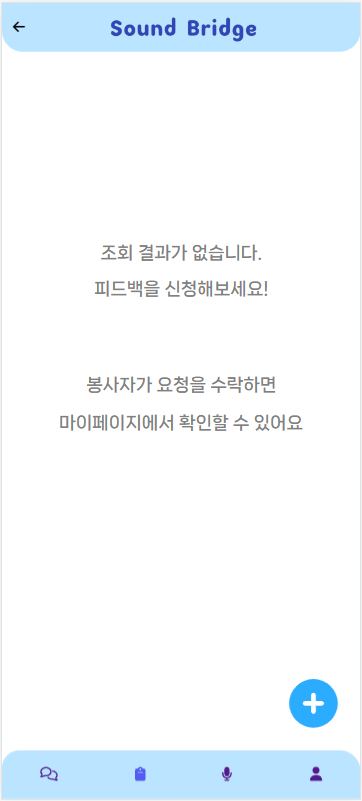 Sound Bridge
조회 결과가 없습니다.
피드백을 신청해보세요!
봉사자가 요청을 수락하면
마이페이지에서 확인할 수 있어요